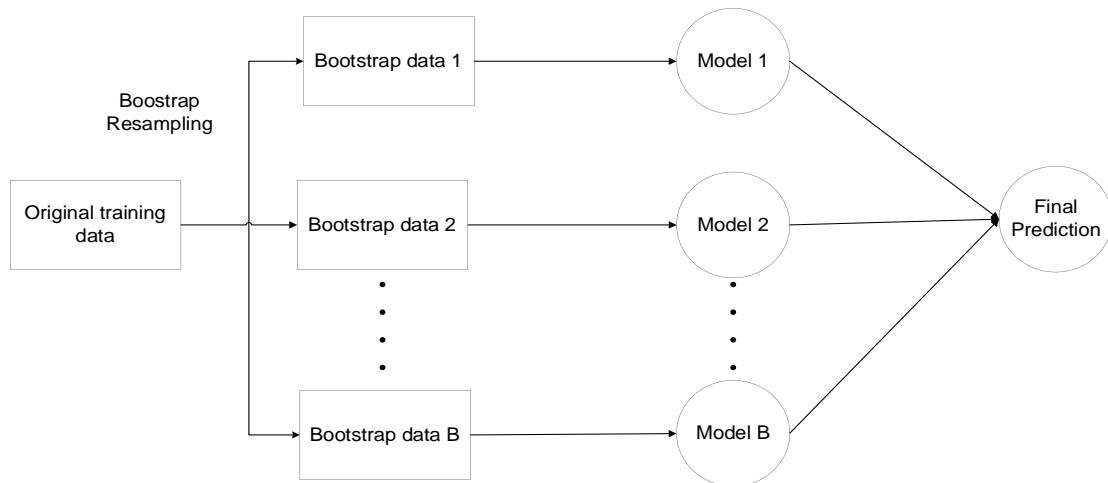 Bootstrap data 1
Model 1
Boostrap
Resampling
Original training
data
Bootstrap data 2
Model 2
Final
Prediction
Bootstrap data B
Model B